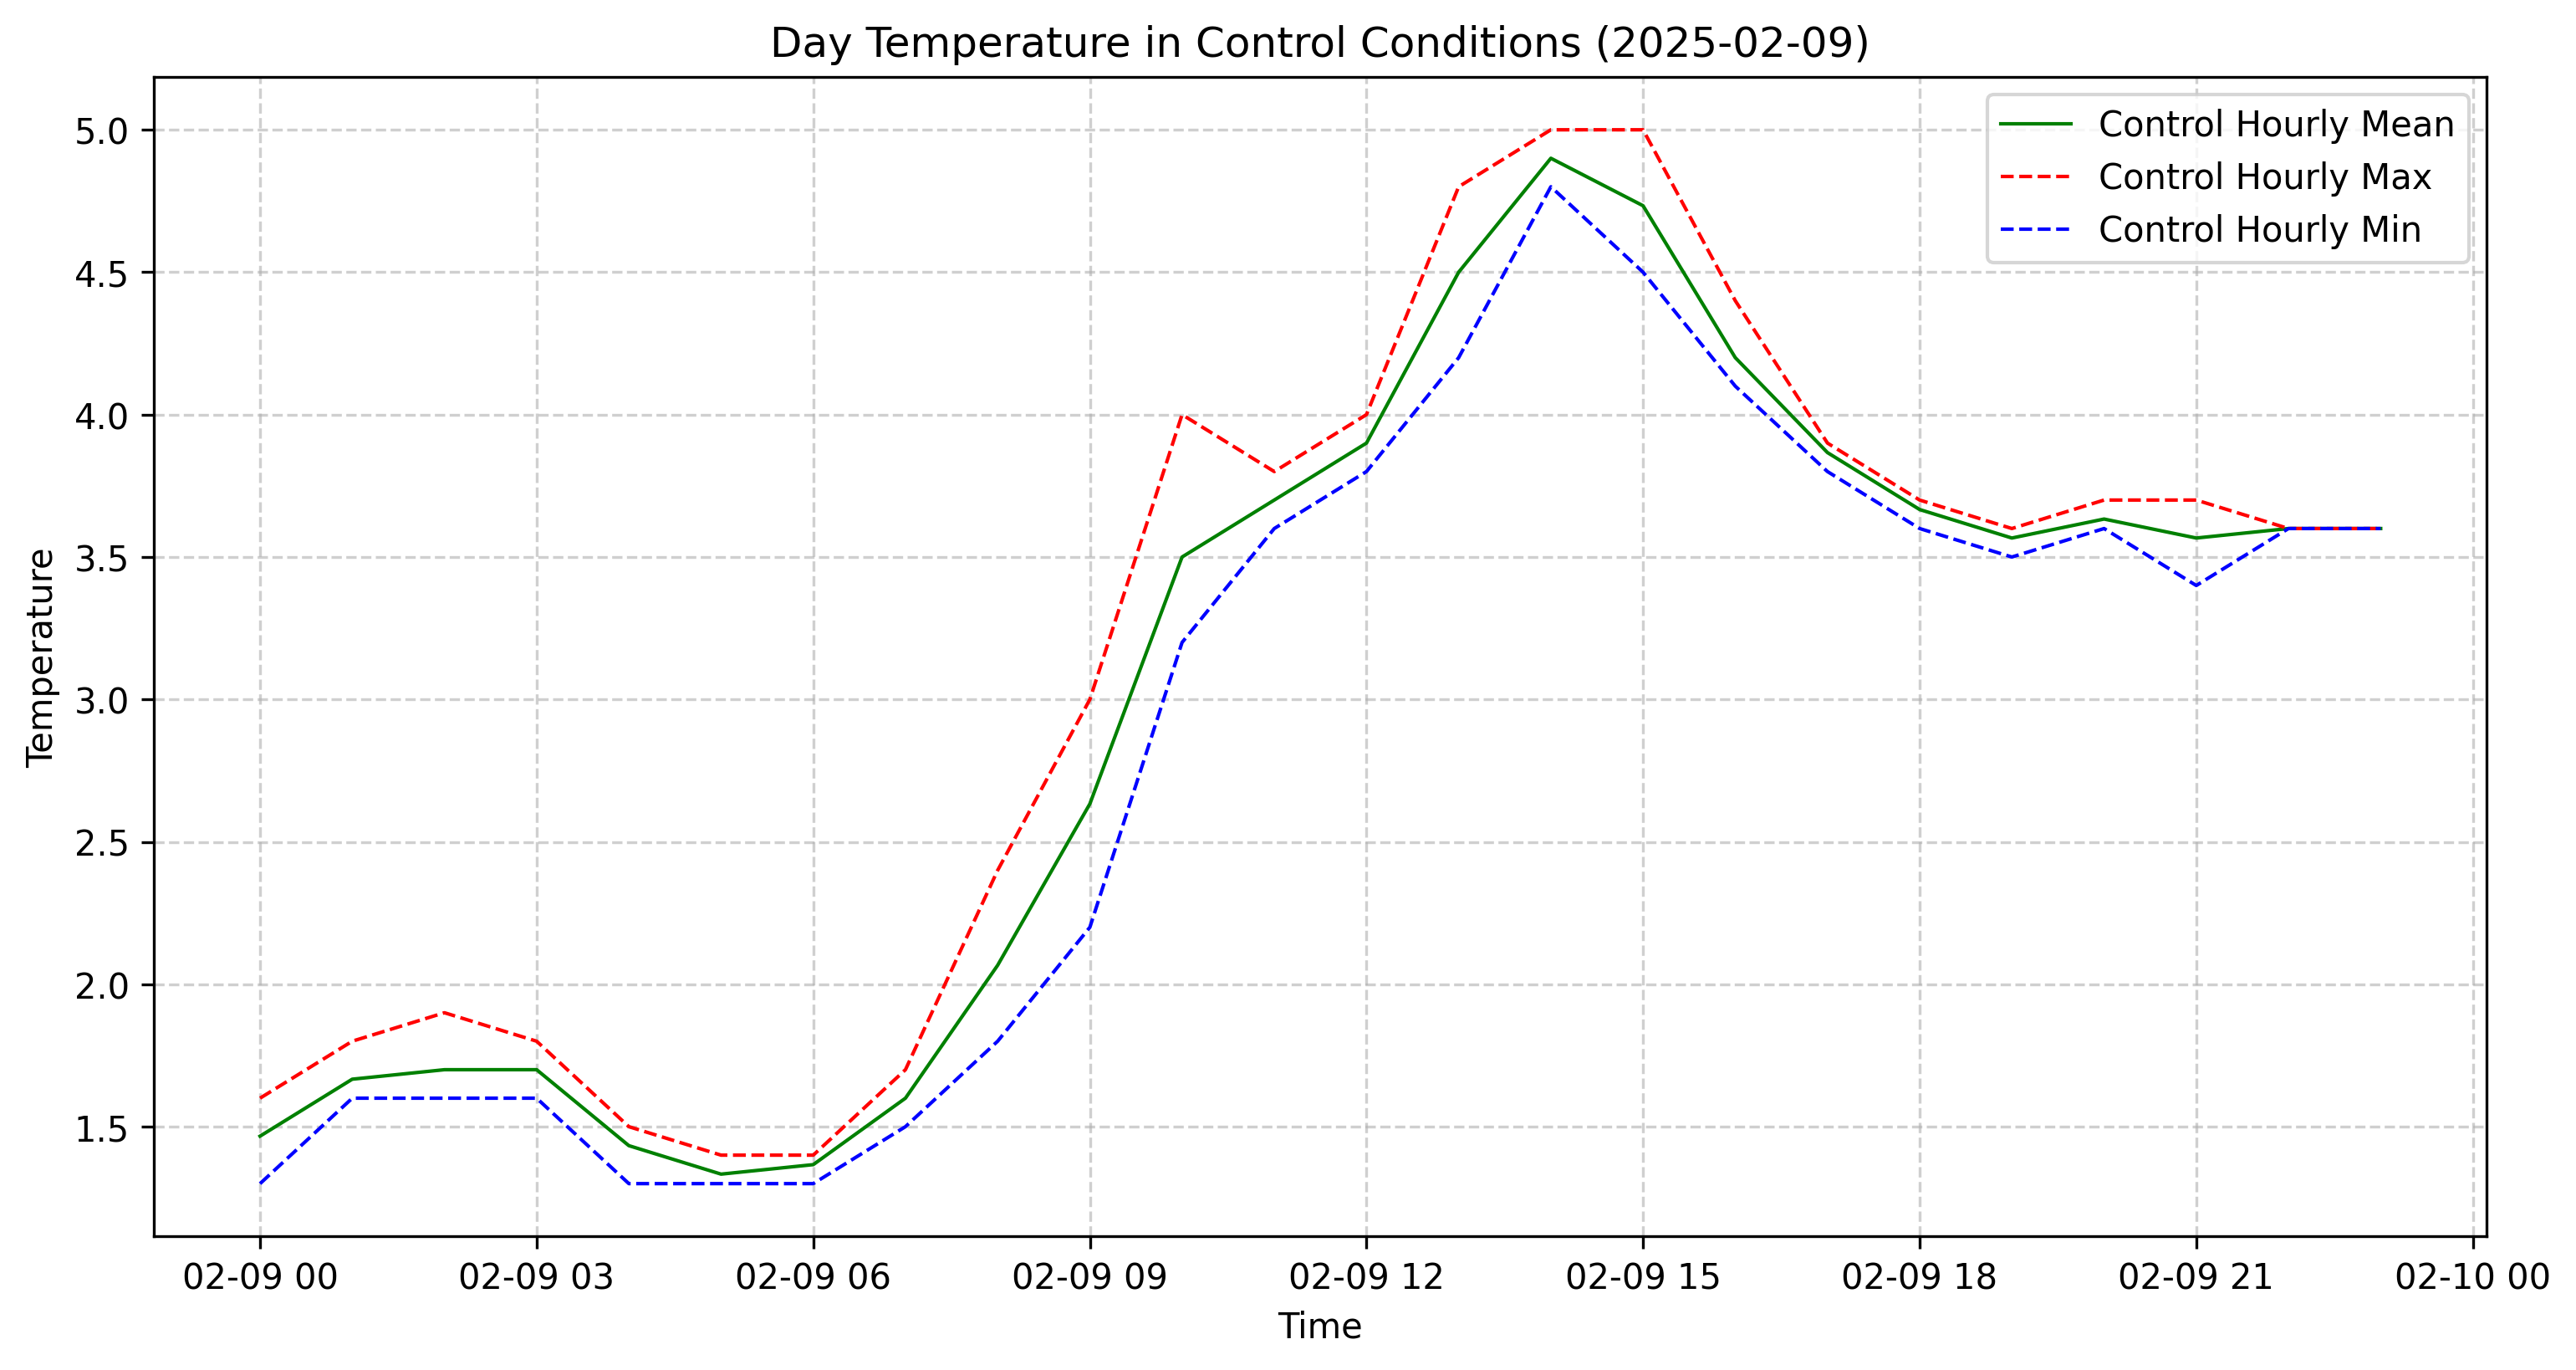 Day Temperature in Control Conditions (2025-02-09)
Control Hourly Mean
Control Hourly Max
Control Hourly Min
5.0
4.5
4.0
3.5
3.0
2.5
2.0
1.5
Temperature
02-09 00 02-09 03 02-09 06 02-09 09 02-09 12 02-09 15 02-09 18 02-09 21 02-10 00
Time